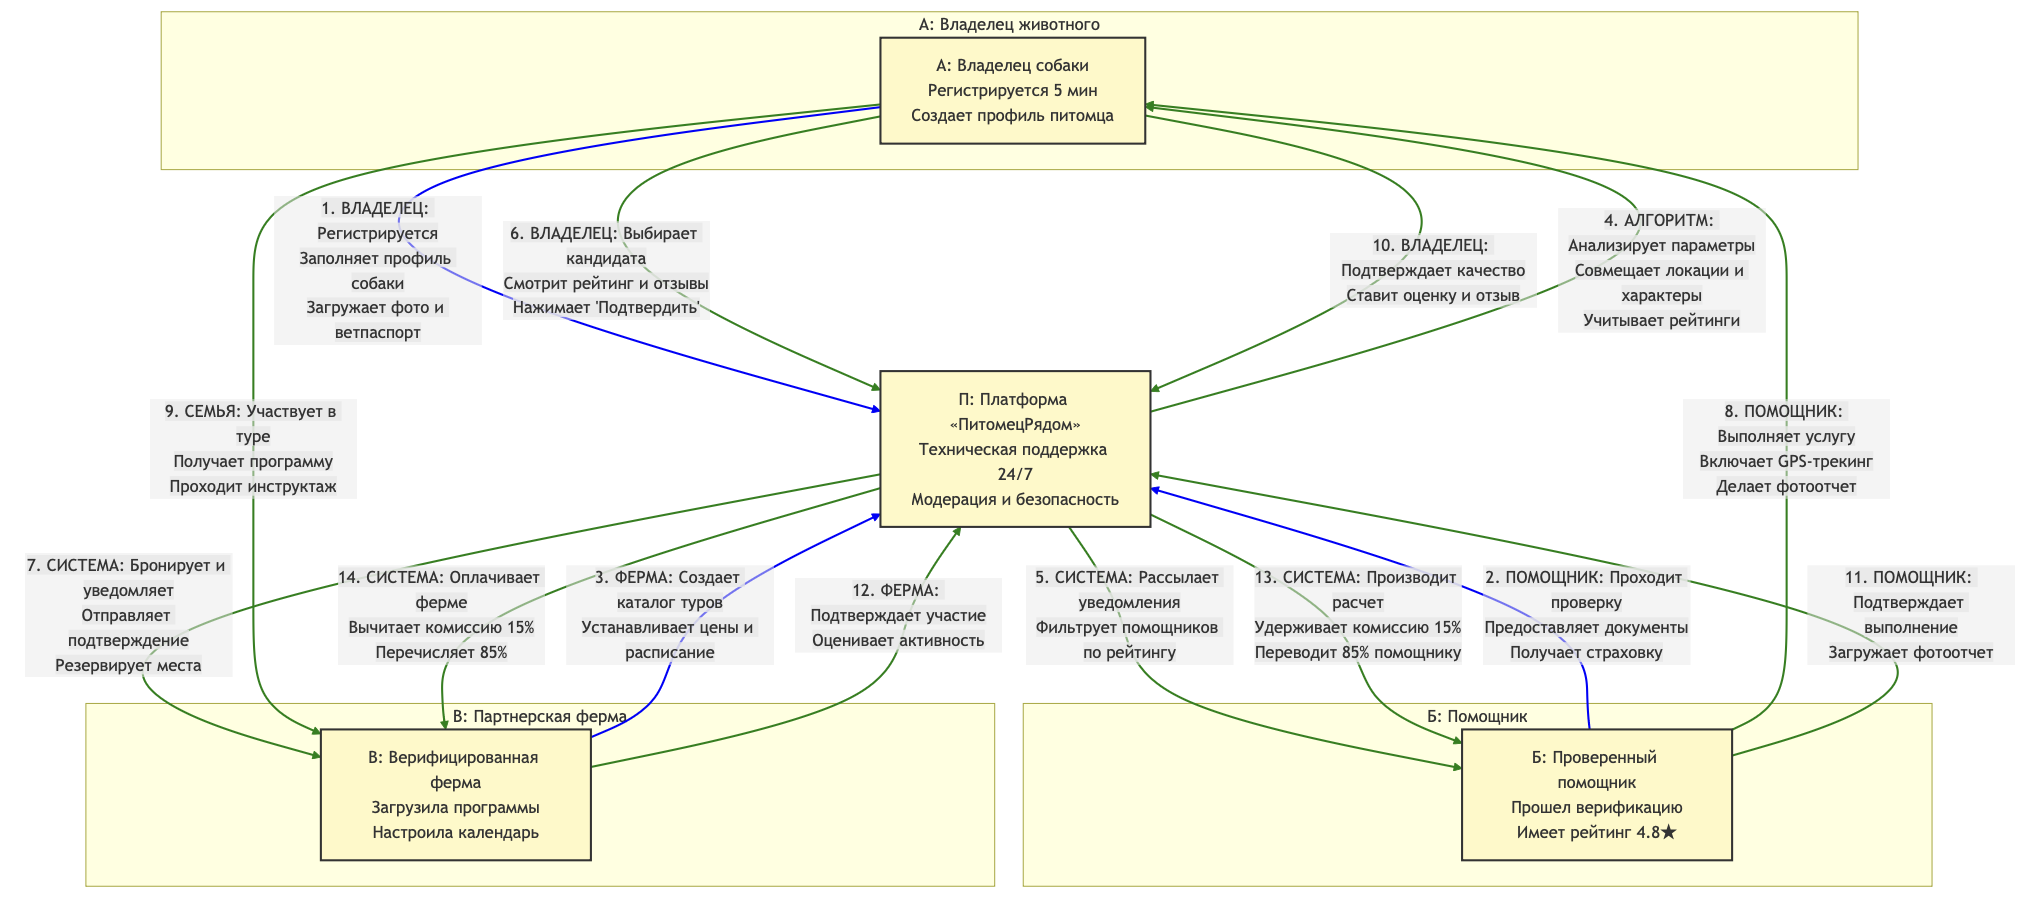 А: Владелец животного
А: Владелец собаки
Регистрируется 5 мин
Создает профиль питомца
1. ВЛАДЕЛЕЦ:
Регистрируется
Заполняет профиль
собаки
Загружает фото и
ветпаспорт
6. ВЛАДЕЛЕЦ: Выбирает
кандидата
Смотрит рейтинг и отзывы
Нажимает 'Подтвердить'
10. ВЛАДЕЛЕЦ:
Подтверждает качество
Ставит оценку и отзыв
4. АЛГОРИТМ:
Анализирует параметры
Совмещает локации и
характеры
Учитывает рейтинги
9. СЕМЬЯ: Участвует в
туре
Получает программу
Проходит инструктаж
П: Платформа
«ПитомецРядом»
Техническая поддержка
24/7
Модерация и безопасность
8. ПОМОЩНИК:
Выполняет услугу
Включает GPS-трекинг
Делает фотоотчет
7. СИСТЕМА: Бронирует и
уведомляет
Отправляет
подтверждение
Резервирует места
14. СИСТЕМА: Оплачивает
ферме
Вычитает комиссию 15%
Перечисляет 85%
3. ФЕРМА: Создает
каталог туров
Устанавливает цены и
расписание
12. ФЕРМА:
Подтверждает участие
Оценивает активность
5. СИСТЕМА: Рассылает
уведомления
Фильтрует помощников
по рейтингу
13. СИСТЕМА: Производит
расчет
Удерживает комиссию 15%
Переводит 85% помощнику
2. ПОМОЩНИК: Проходит
проверку
Предоставляет документы
Получает страховку
11. ПОМОЩНИК:
Подтверждает
выполнение
Загружает фотоотчет
В: Партнерская ферма
В: Верифицированная
ферма
Загрузила программы
Настроила календарь
Б: Помощник
Б: Проверенный
помощник
Прошел верификацию
Имеет рейтинг 4.8★